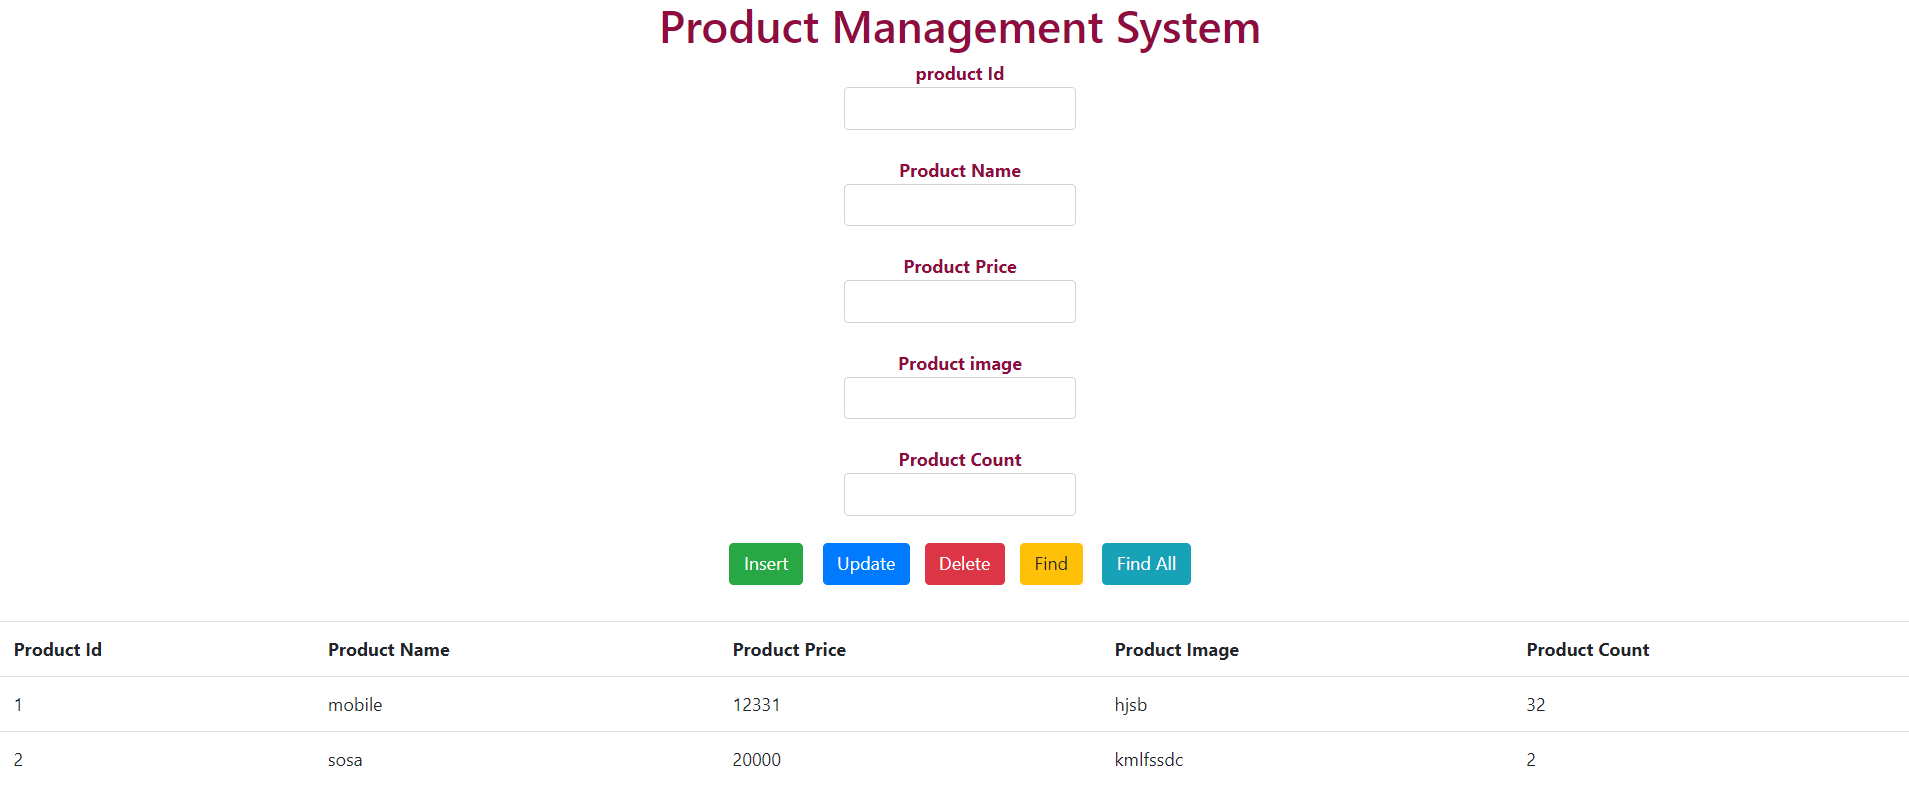 Product Management System
product Id
Product Name
Product Price
Product image
Product Count
Insert Update Delete Find Find All
Product Id Product Name Product Price Product Image Product Count
1 mobile 12331 hjsb 32
2 sosa 20000 kmlfssdc 2